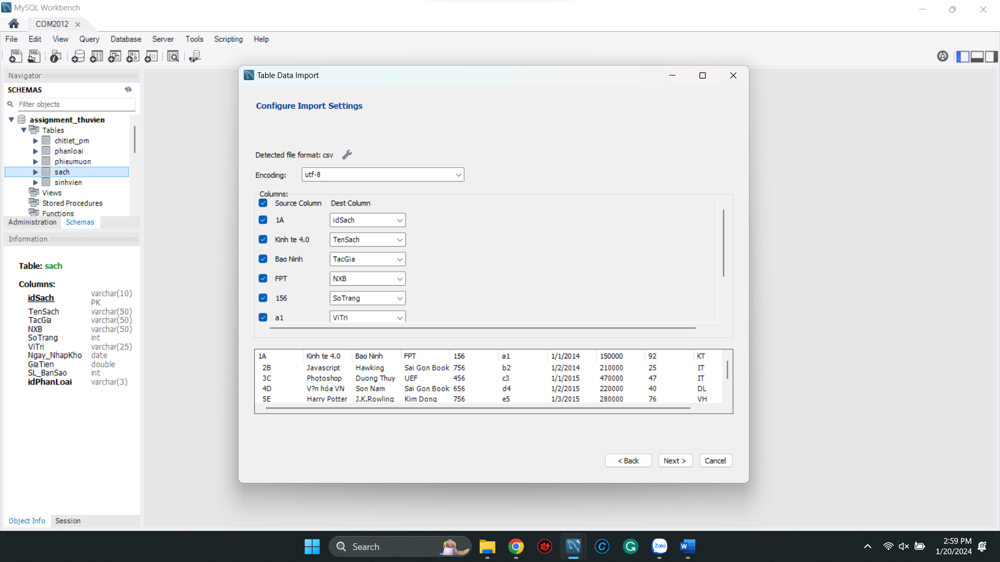 MySQL Workbench
COM2012
File Edit View Query Database Server Tools Scripting Help
SQL SQL
Navigator
SCHEMAS
Filter objects
assignment_thuvien
Tables
chitiet_pm
phanloai
phieumuon
sach
sinhvien
Views
Stored Procedures
Functions
Administration Schemas
Information
Table: sach
Columns:
idSach varchar(10) PK
TenSach varchar(50)
TacGia varchar(50)
NXB varchar(50)
SoTrang int
ViTri varchar(25)
Ngay_NhapKho date
GiaTien double
SL_BanSao int
idPhanLoai varchar(3)
Object Info Session
Table Data Import
Configure Import Settings
Detected file format: csv
Encoding: utf-8
Columns:
Source Column Dest Column
1A idSach
Kinh te 4.0 TenSach
Bao Ninh TacGia
FPT NXB
156 SoTrang
a1 ViTri
1A Kinh te 4.0 Bao Ninh FPT 156 a1 1/1/2014 150000 92 KT
2B Javascript Hawking Sai Gon Book 756 b2 1/2/2014 210000 25 IT
3C Photoshop Duong Thuy UEF 456 c3 1/1/2015 470000 47 IT
4D V?n hóa VN Son Nam Sai Gon Book 656 d4 1/2/2015 220000 40 DL
5E Harry Potter J.K.Rowling Kim Dong 756 e5 1/3/2015 280000 76 VH
< Back Next > Cancel
Search
Zalo
2:59 PM
1/20/2024